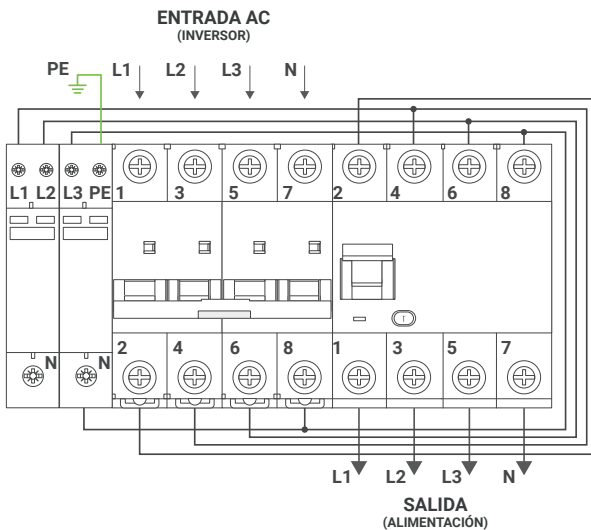 ENTRADA AC
(INVERSOR)
PE L1 L2 L3 N
L1 L2 L3 PE 1 3 5 7 2 4 6 8
N N 2 4 6 8 1 3 5 7
L1 L2 L3 N
SALIDA
(ALIMENTACIÓN)